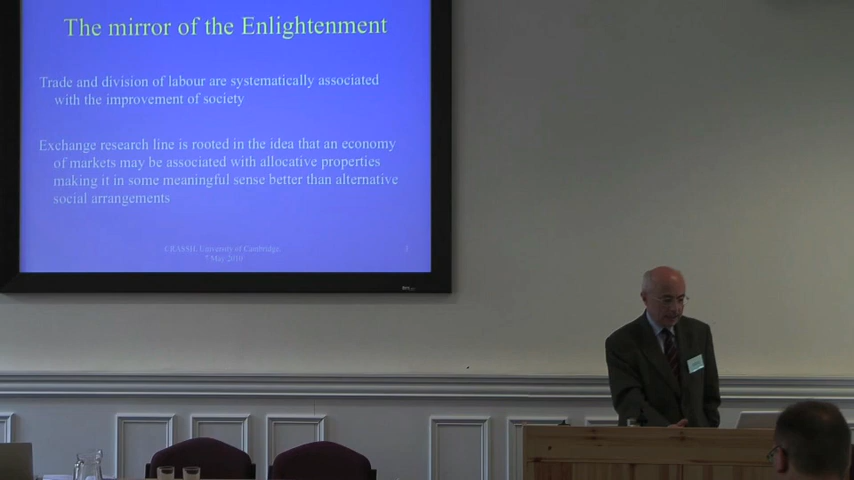 The mirror of the Enlightenment
Trade and division of labour are systematically associated
with the improvement of society
Exchange research line is rooted in the idea that an economy
of markets may be associated with allocative properties
making it in some meaningful sense better than alternative
social arrangements
CRASSH, University of Cambridge
7 May 2010